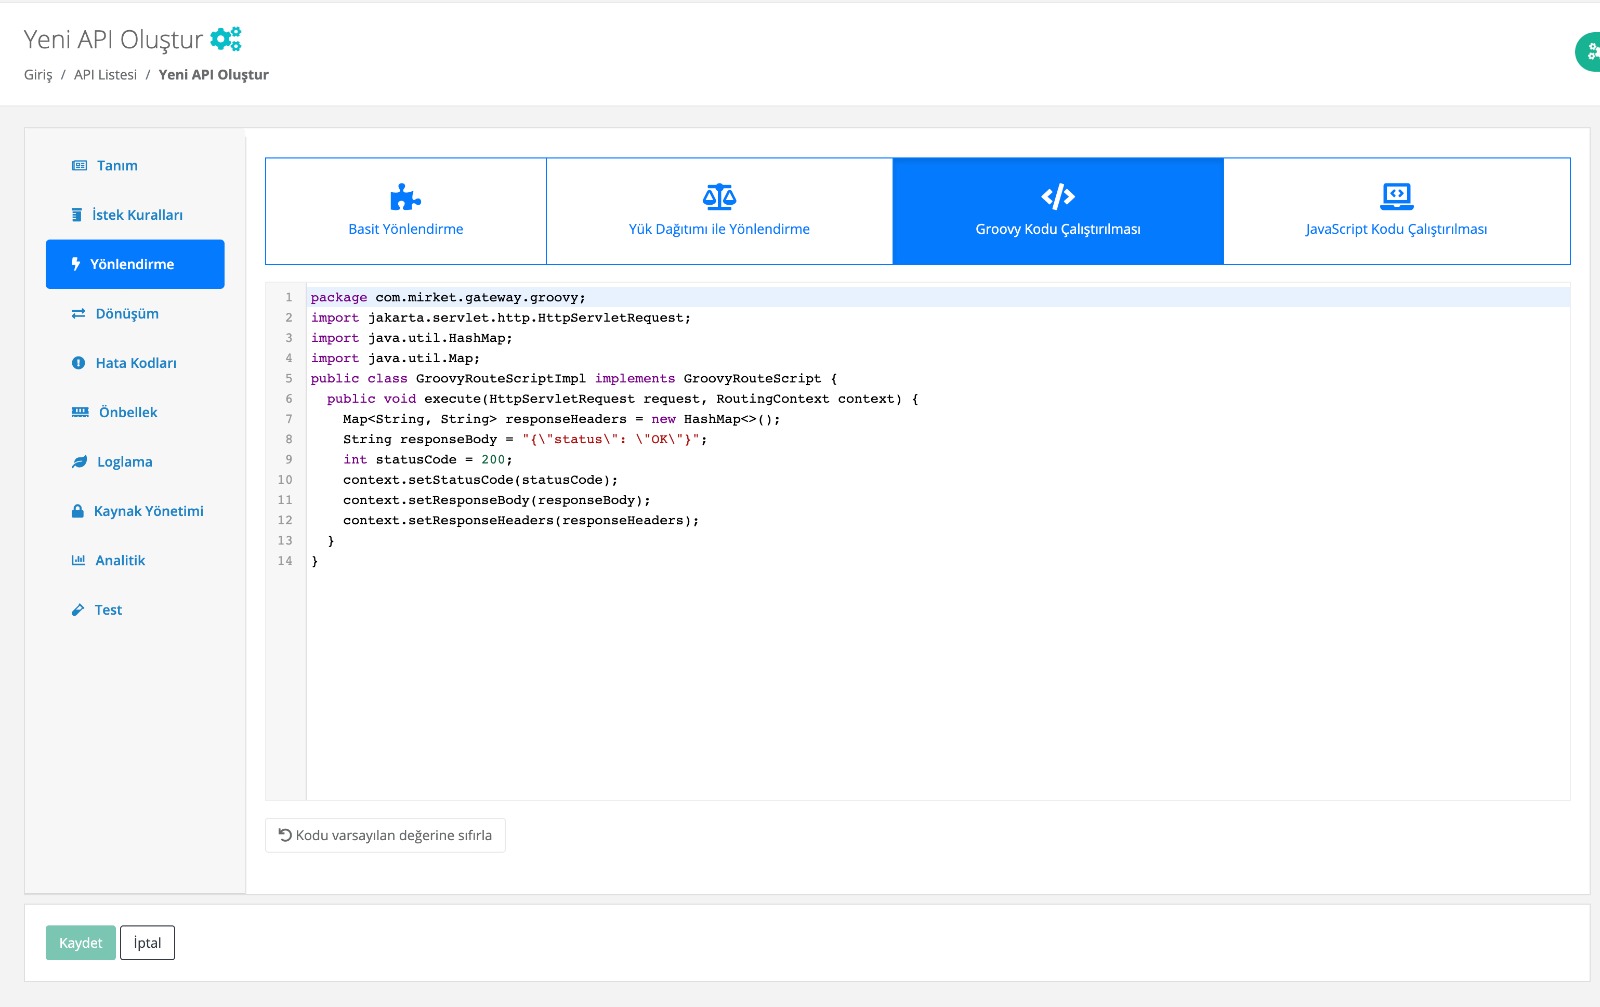 Yeni API Oluştur
Giriş / API Listesi / Yeni API Oluştur
Tanım
İstek Kuralları
Yönlendirme
Dönüşüm
Hata Kodları
Önbellek
Loglama
Kaynak Yönetimi
Analitik
Test
Basit Yönlendirme
Yük Dağıtımı ile Yönlendirme
Groovy Kodu Çalıştırılması
JavaScript Kodu Çalıştırılması
1 package com.mirket.gateway.groovy;
2 import jakarta.servlet.http.HttpServletRequest;
3 import java.util.HashMap;
4 import java.util.Map;
5 public class GroovyRouteScriptImpl implements GroovyRouteScript {
6   public void execute(HttpServletRequest request, RoutingContext context) {
7     Map<String, String> responseHeaders = new HashMap<>();
8     String responseBody = "{\"status\": \"OK\"}";
9     int statusCode = 200;
10     context.setStatusCode(statusCode);
11     context.setResponseBody(responseBody);
12     context.setResponseHeaders(responseHeaders);
13   }
14 }
Kodu varsayılan değerine sıfırla
Kaydet
İptal